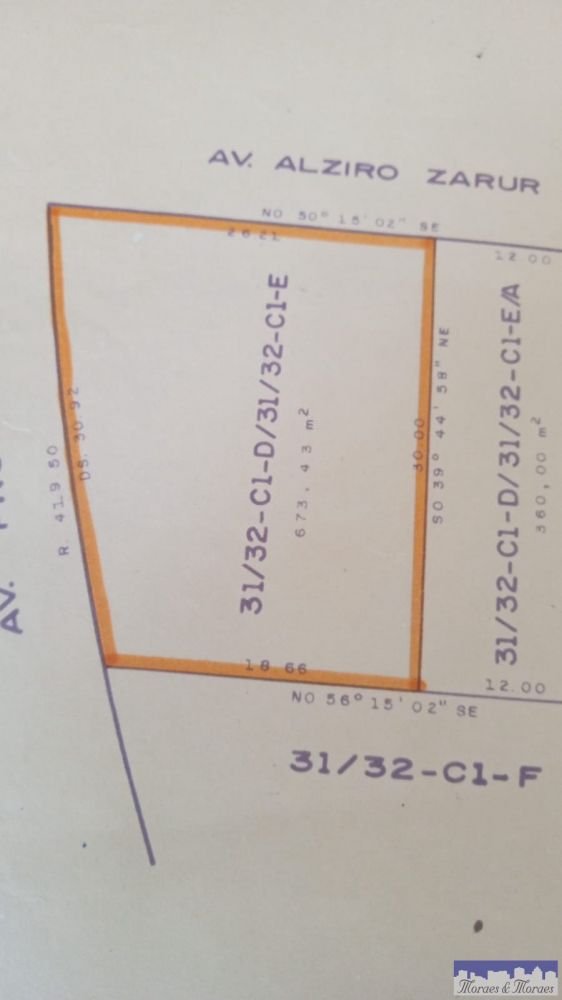 AV. ALZIRO ZARUR
NO 50° 15' 02" SE
26.21
12.00
31/32-C1-D/31/32-C1-E
673,43 m²
30.00
SO 39° 44' 58" NE
31/32-C1-D/31/32-C1-E/A
360,00 m²
R. 41.9 50
DS. 30.92
AV.
18.66
NO 56° 15' 02" SE
12.00
31/32-C1-F
Moraes & Moraes